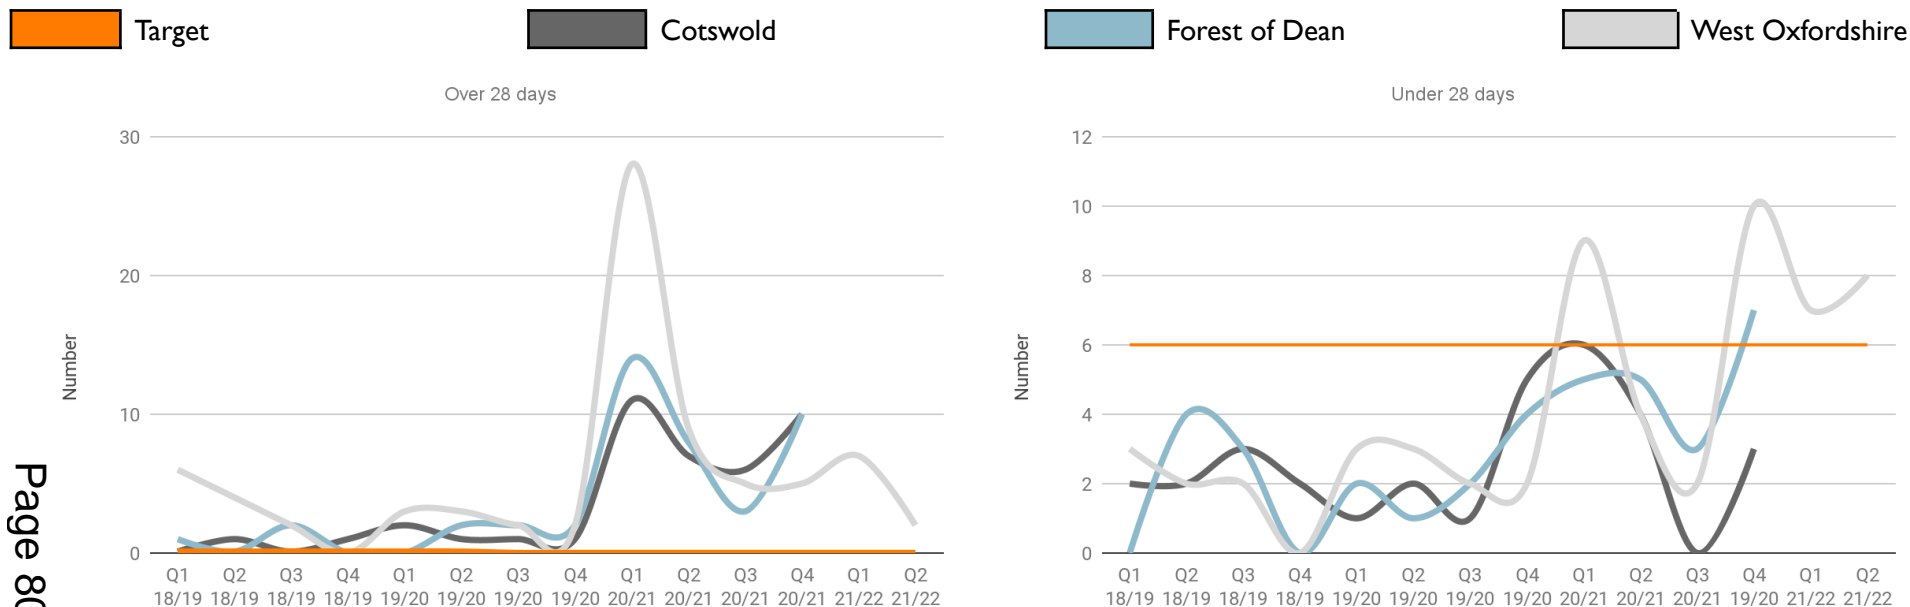 Target
Cotswold
Forest of Dean
West Oxfordshire
Over 28 days
30
20
10
0
Number
Q1 Q2 Q3 Q4 Q1 Q2 Q3 Q4 Q1 Q2 Q3 Q4 Q1 Q2
18/19 18/19 18/19 18/19 19/20 19/20 19/20 19/20 20/21 20/21 20/21 20/21 21/22 21/22
Under 28 days
12
10
8
6
4
2
0
Number
Q1 Q2 Q3 Q4 Q1 Q2 Q3 Q4 Q1 Q2 Q3 Q4 Q1 Q2
18/19 18/19 18/19 18/19 19/20 19/20 19/20 19/20 20/21 20/21 20/21 19/20 21/22 21/22
Page 80